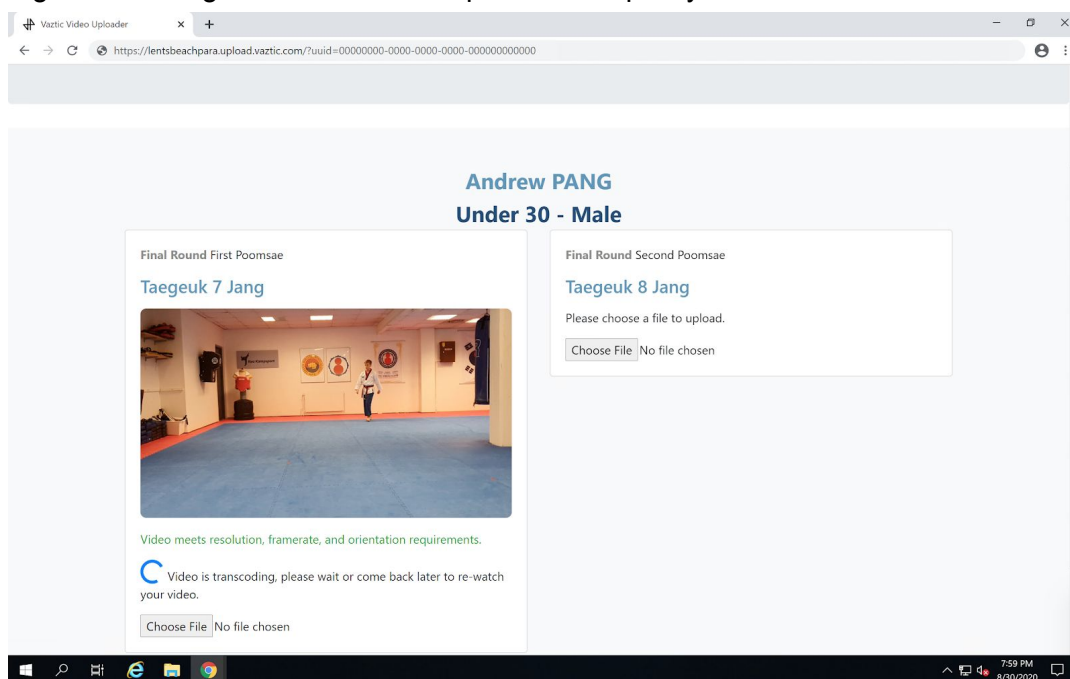 Vaztic Video Uploader
https://lentsbeachpara.upload.vaztic.com/?uuid=00000000-0000-0000-0000-000000000000
Andrew PANG
Under 30 - Male
Final Round First Poomsae
Taegeuk 7 Jang
Video meets resolution, framerate, and orientation requirements.
Video is transcoding, please wait or come back later to re-watch
your video.
Choose File No file chosen
Final Round Second Poomsae
Taegeuk 8 Jang
Please choose a file to upload.
Choose File No file chosen
7:59 PM
8/30/2020